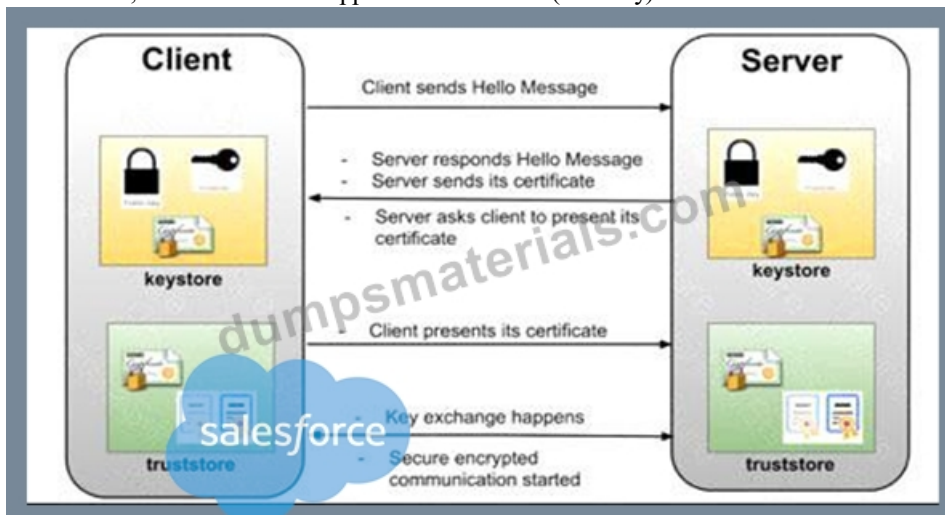 Client
Server
Client sends Hello Message
- Server responds Hello Message
- Server sends its certificate
- Server asks client to present its
certificate
keystore
keystore
dumpsmaterials.com
- Client presents its certificate
- Key exchange happens
- Secure encrypted
communication started
salesforce
truststore
truststore